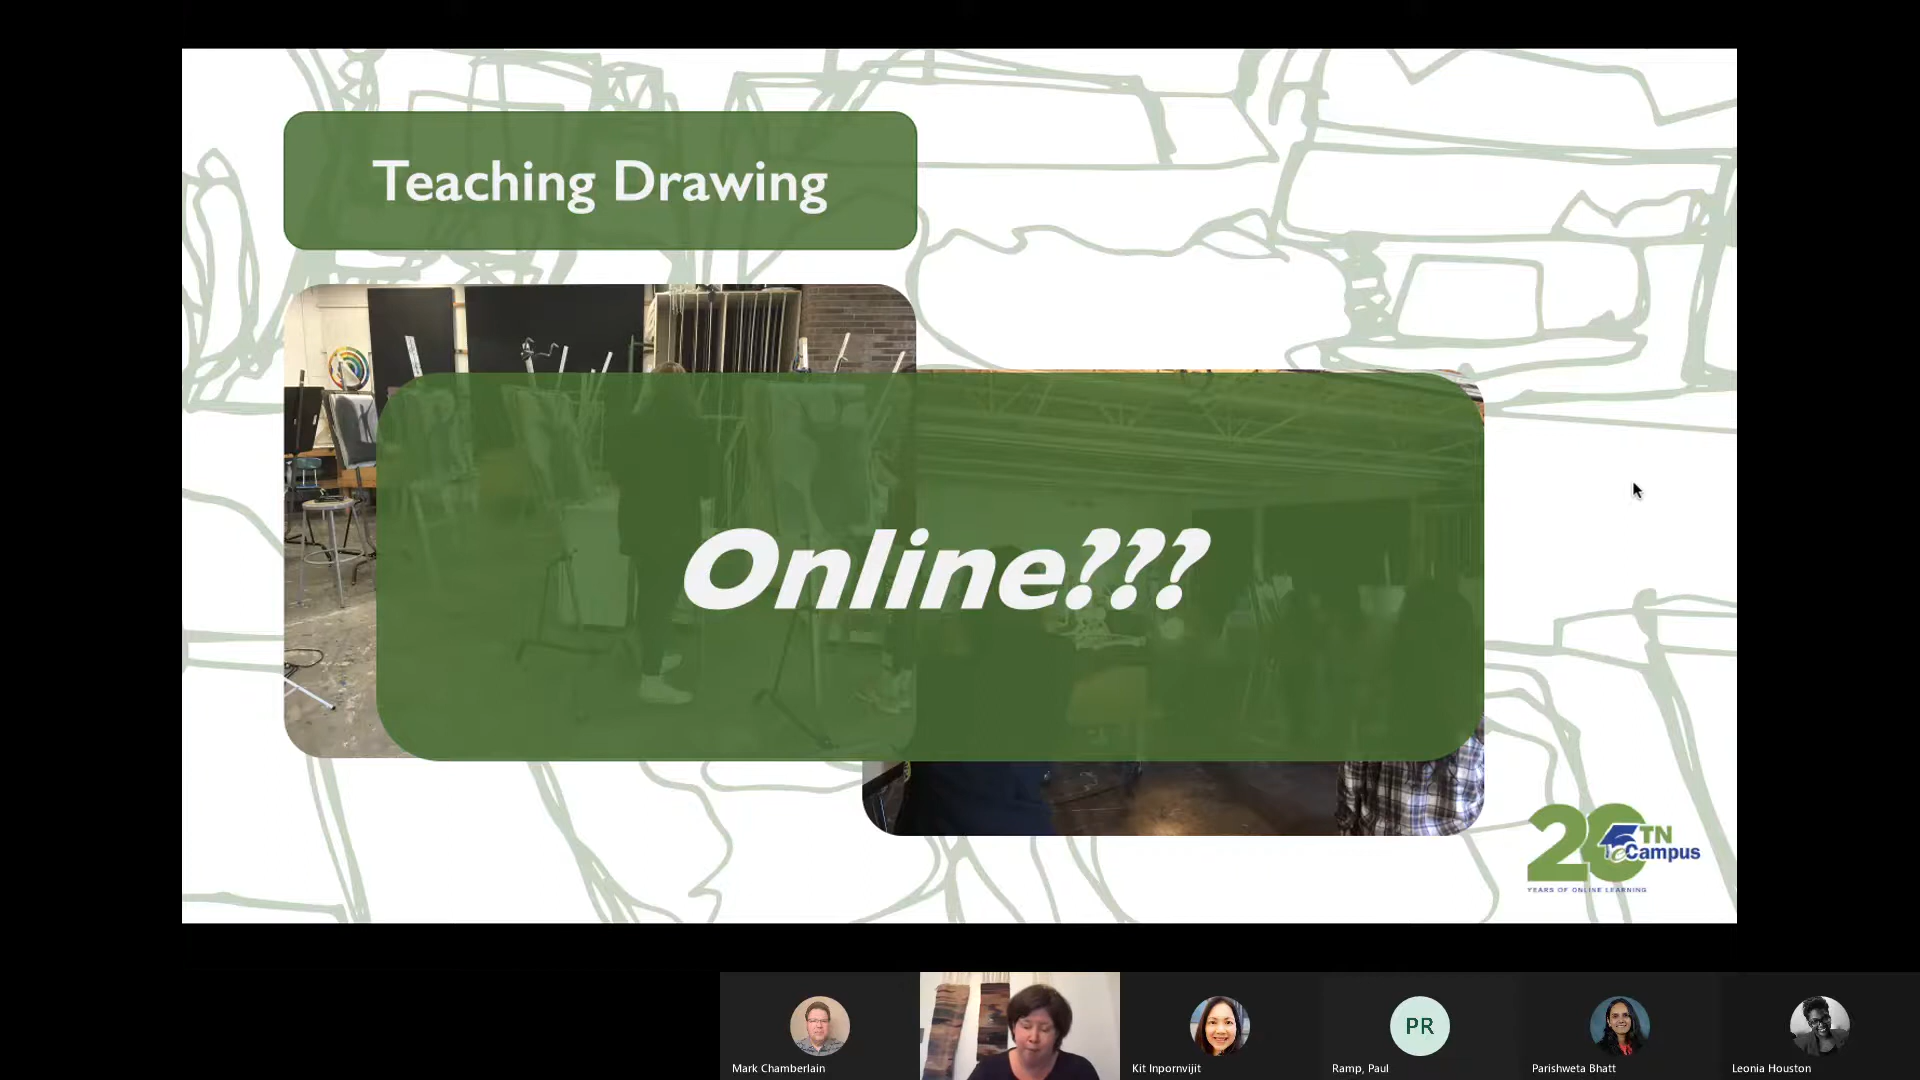 Teaching Drawing
Online???
20 TN
eCampus
YEARS OF ONLINE LEARNING
PR
Mark Chamberlain
Kit Inpornvijit
Ramp, Paul
Parishweta Bhatt
Leonia Houston